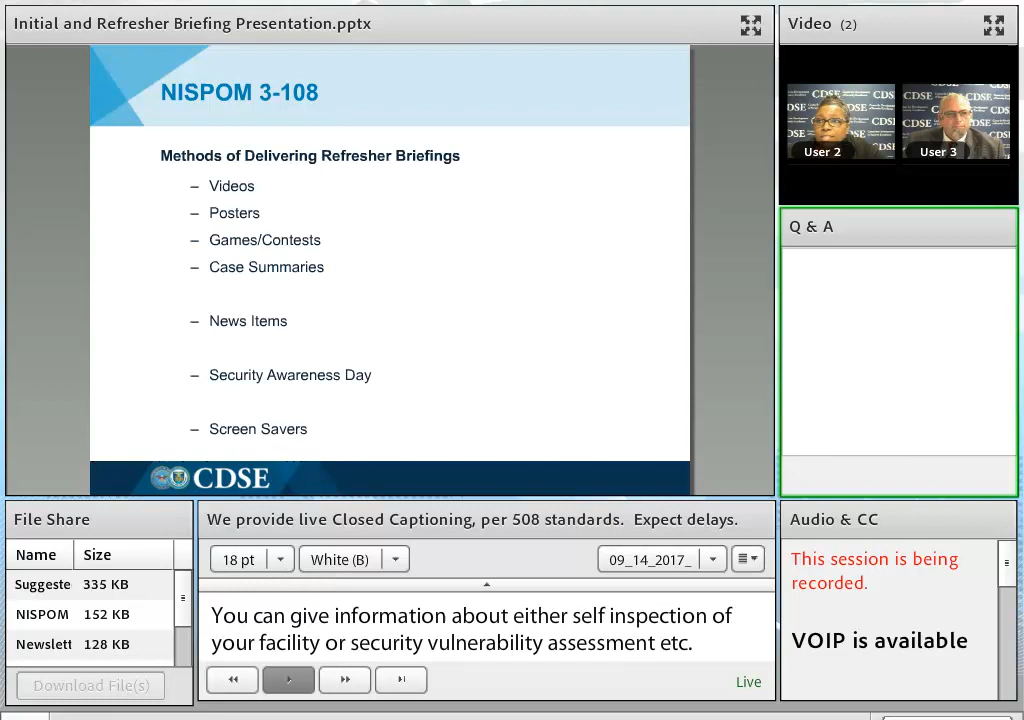 Initial and Refresher Briefing Presentation.pptx
NISPOM 3-108
Methods of Delivering Refresher Briefings
– Videos
– Posters
– Games/Contests
– Case Summaries
– News Items
– Security Awareness Day
– Screen Savers
CDSE
Video (2)
User 2
User 3
Q & A
File Share
Name Size
Suggeste 335 KB
NISPOM 152 KB
Newslett 128 KB
Download File(s)
We provide live Closed Captioning, per 508 standards. Expect delays.
18 pt White (B) 09_14_2017_
You can give information about either self inspection of
your facility or security vulnerability assessment etc.
Live
Audio & CC
This session is being
recorded.
VOIP is available